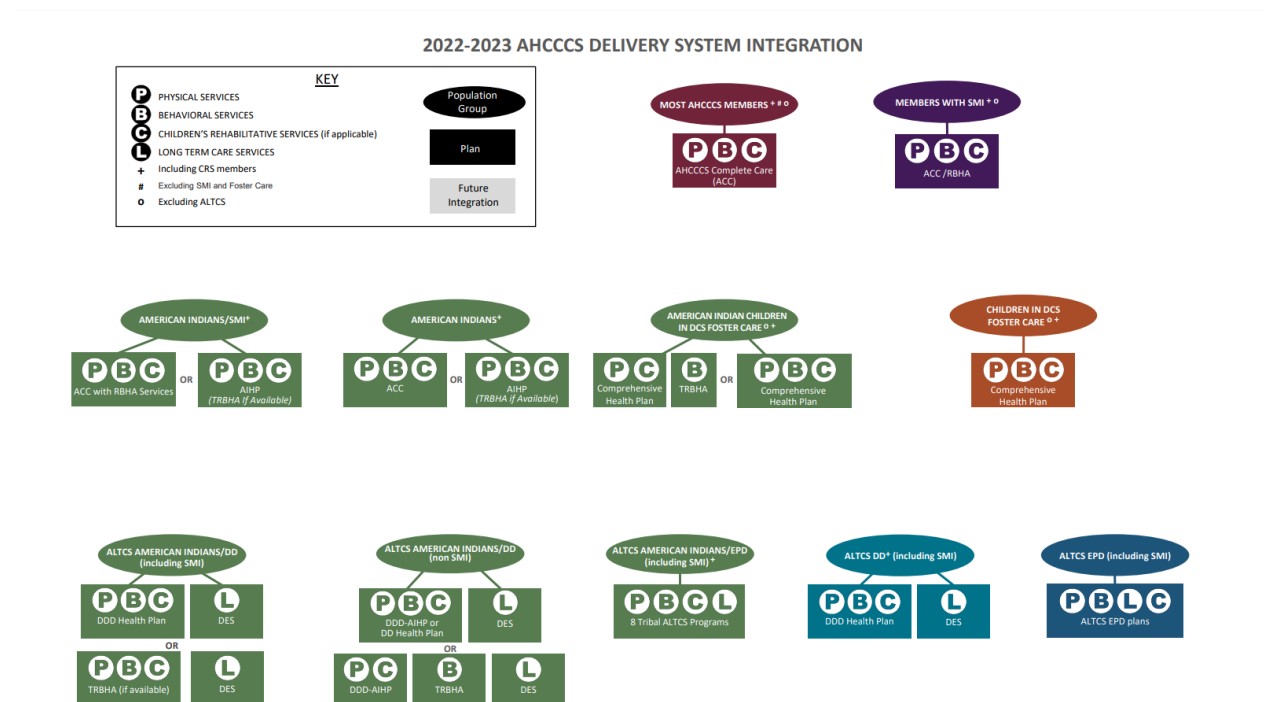 2022-2023 AHCCCS DELIVERY SYSTEM INTEGRATION
KEY
P PHYSICAL SERVICES
B BEHAVIORAL SERVICES
C CHILDREN'S REHABILITATIVE SERVICES (if applicable)
L LONG TERM CARE SERVICES
+ Including CRS members
# Excluding SMI and Foster Care
o Excluding ALTCS
Population
Group
Plan
Future
Integration
MOST AHCCCS MEMBERS + # o
P B C
AHCCCS Complete Care
(ACC)
MEMBERS WITH SMI + o
P B C
ACC /RBHA
AMERICAN INDIANS/SMI+
P B C
ACC with RBHA Services
OR
P B C
AIHP
(TRBHA If Available)
AMERICAN INDIANS+
P B C
ACC
OR
P B C
AIHP
(TRBHA if Available)
AMERICAN INDIAN CHILDREN
IN DCS FOSTER CARE o +
P C
Comprehensive
Health Plan
B
TRBHA
OR
P B C
Comprehensive
Health Plan
CHILDREN IN DCS
FOSTER CARE o +
P B C
Comprehensive
Health Plan
ALTCS AMERICAN INDIANS/DD
(including SMI)
P B C
DDD Health Plan
L
DES
OR
P B C
TRBHA (if available)
L
DES
ALTCS AMERICAN INDIANS/DD
(non SMI)
P B C
DDD-AIHP or
DD Health Plan
L
DES
OR
P C
DDD-AIHP
B
TRBHA
L
DES
ALTCS AMERICAN INDIANS/EPD
(including SMI) +
P B C L
8 Tribal ALTCS Programs
ALTCS DD+ (including SMI)
P B C
DDD Health Plan
L
DES
ALTCS EPD (including SMI)
P B L C
ALTCS EPD plans